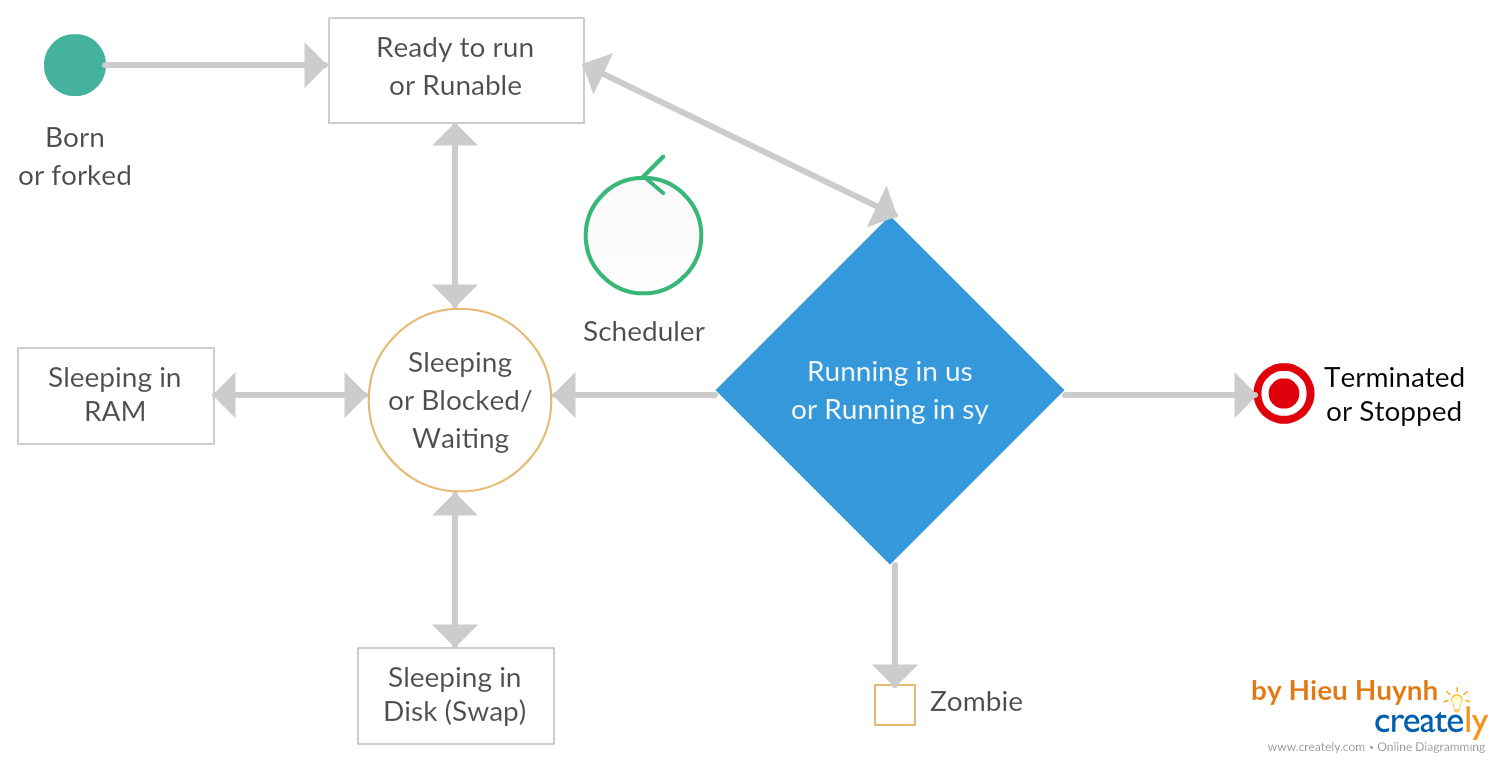 Ready to run
or Runable
Born
or forked
Scheduler
Sleeping in
RAM
Sleeping
or Blocked/
Waiting
Running in us
or Running in sy
Terminated
or Stopped
Sleeping in
Disk (Swap)
Zombie
by Hieu Huynh
creately
www.creately.com • Online Diagramming